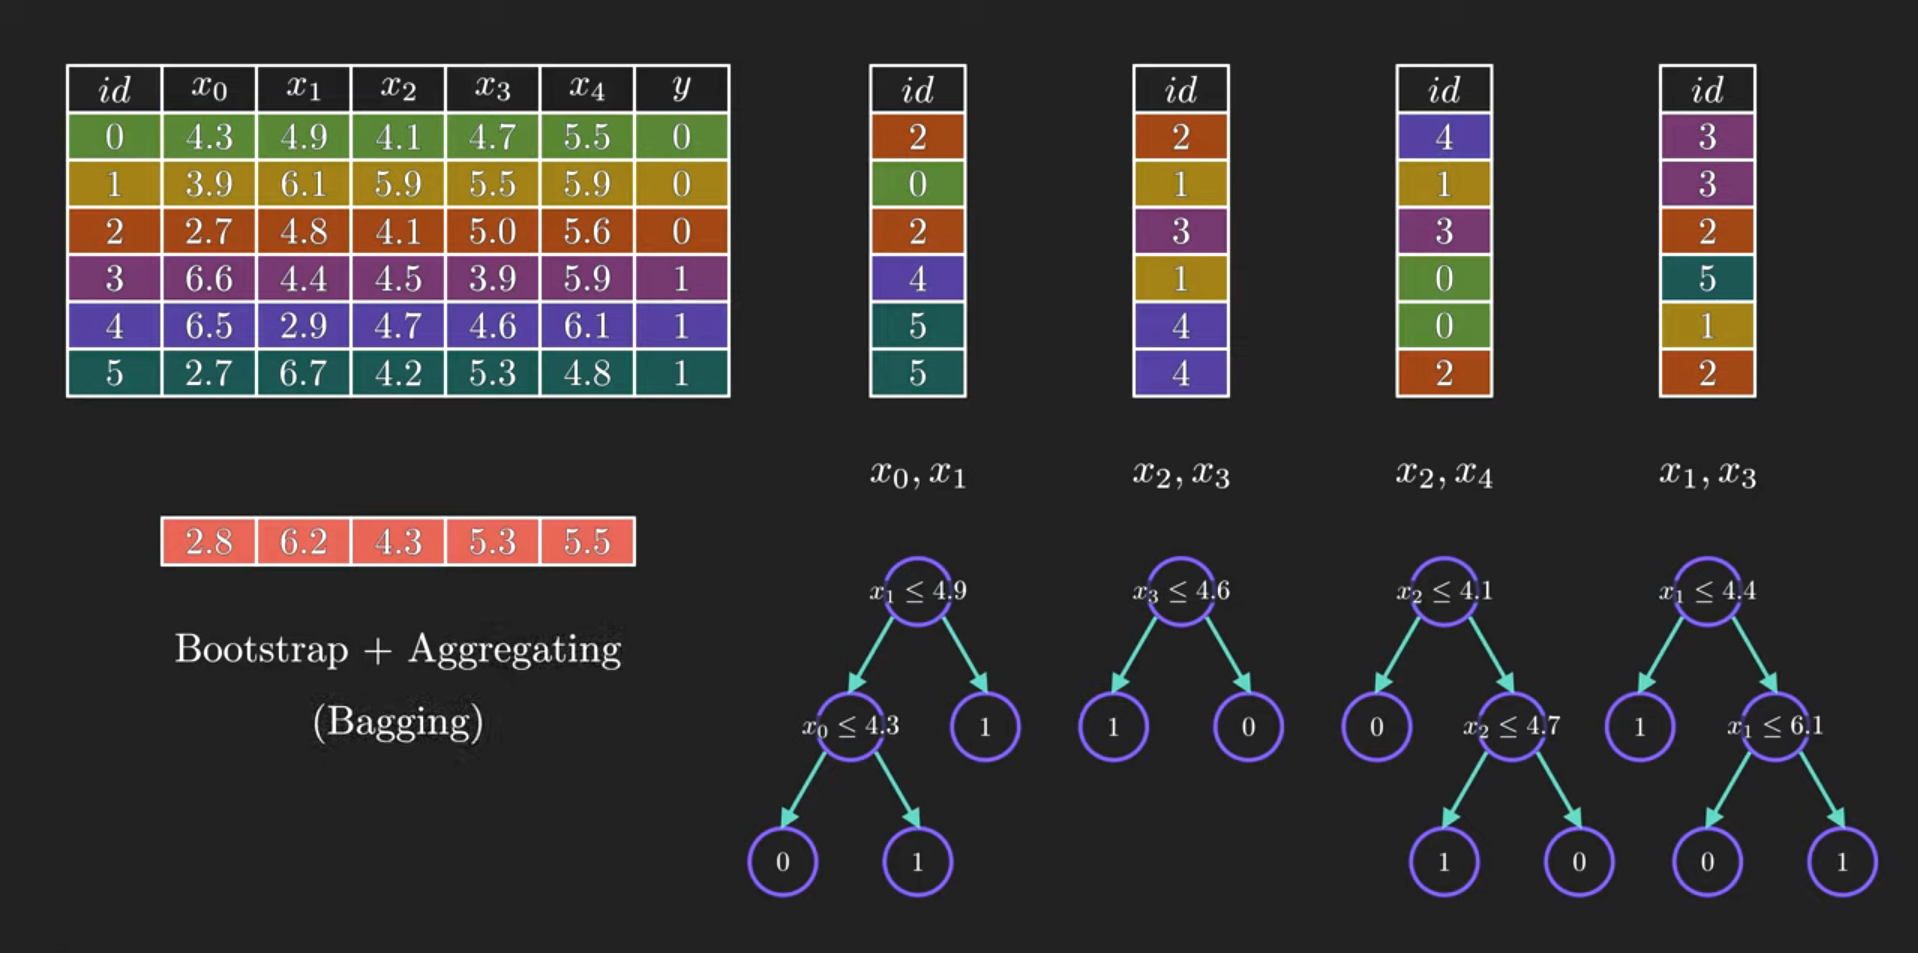 id x₀ x₁ x₂ x₃ x₄ y
0 4.3 4.9 4.1 4.7 5.5 0
1 3.9 6.1 5.9 5.5 5.9 0
2 2.7 4.8 4.1 5.0 5.6 0
3 6.6 4.4 4.5 3.9 5.9 1
4 6.5 2.9 4.7 4.6 6.1 1
5 2.7 6.7 4.2 5.3 4.8 1
2.8 6.2 4.3 5.3 5.5
Bootstrap + Aggregating
(Bagging)
id
2
0
2
4
5
5
x₀, x₁
x₁ ≤ 4.9
x₀ ≤ 4.3
1
0
1
id
2
1
3
1
4
4
x₂, x₃
x₃ ≤ 4.6
1
0
id
4
1
3
0
0
2
x₂, x₄
x₂ ≤ 4.1
0
x₂ ≤ 4.7
1
0
id
3
3
2
5
1
2
x₁, x₃
x₁ ≤ 4.4
1
x₁ ≤ 6.1
0
1